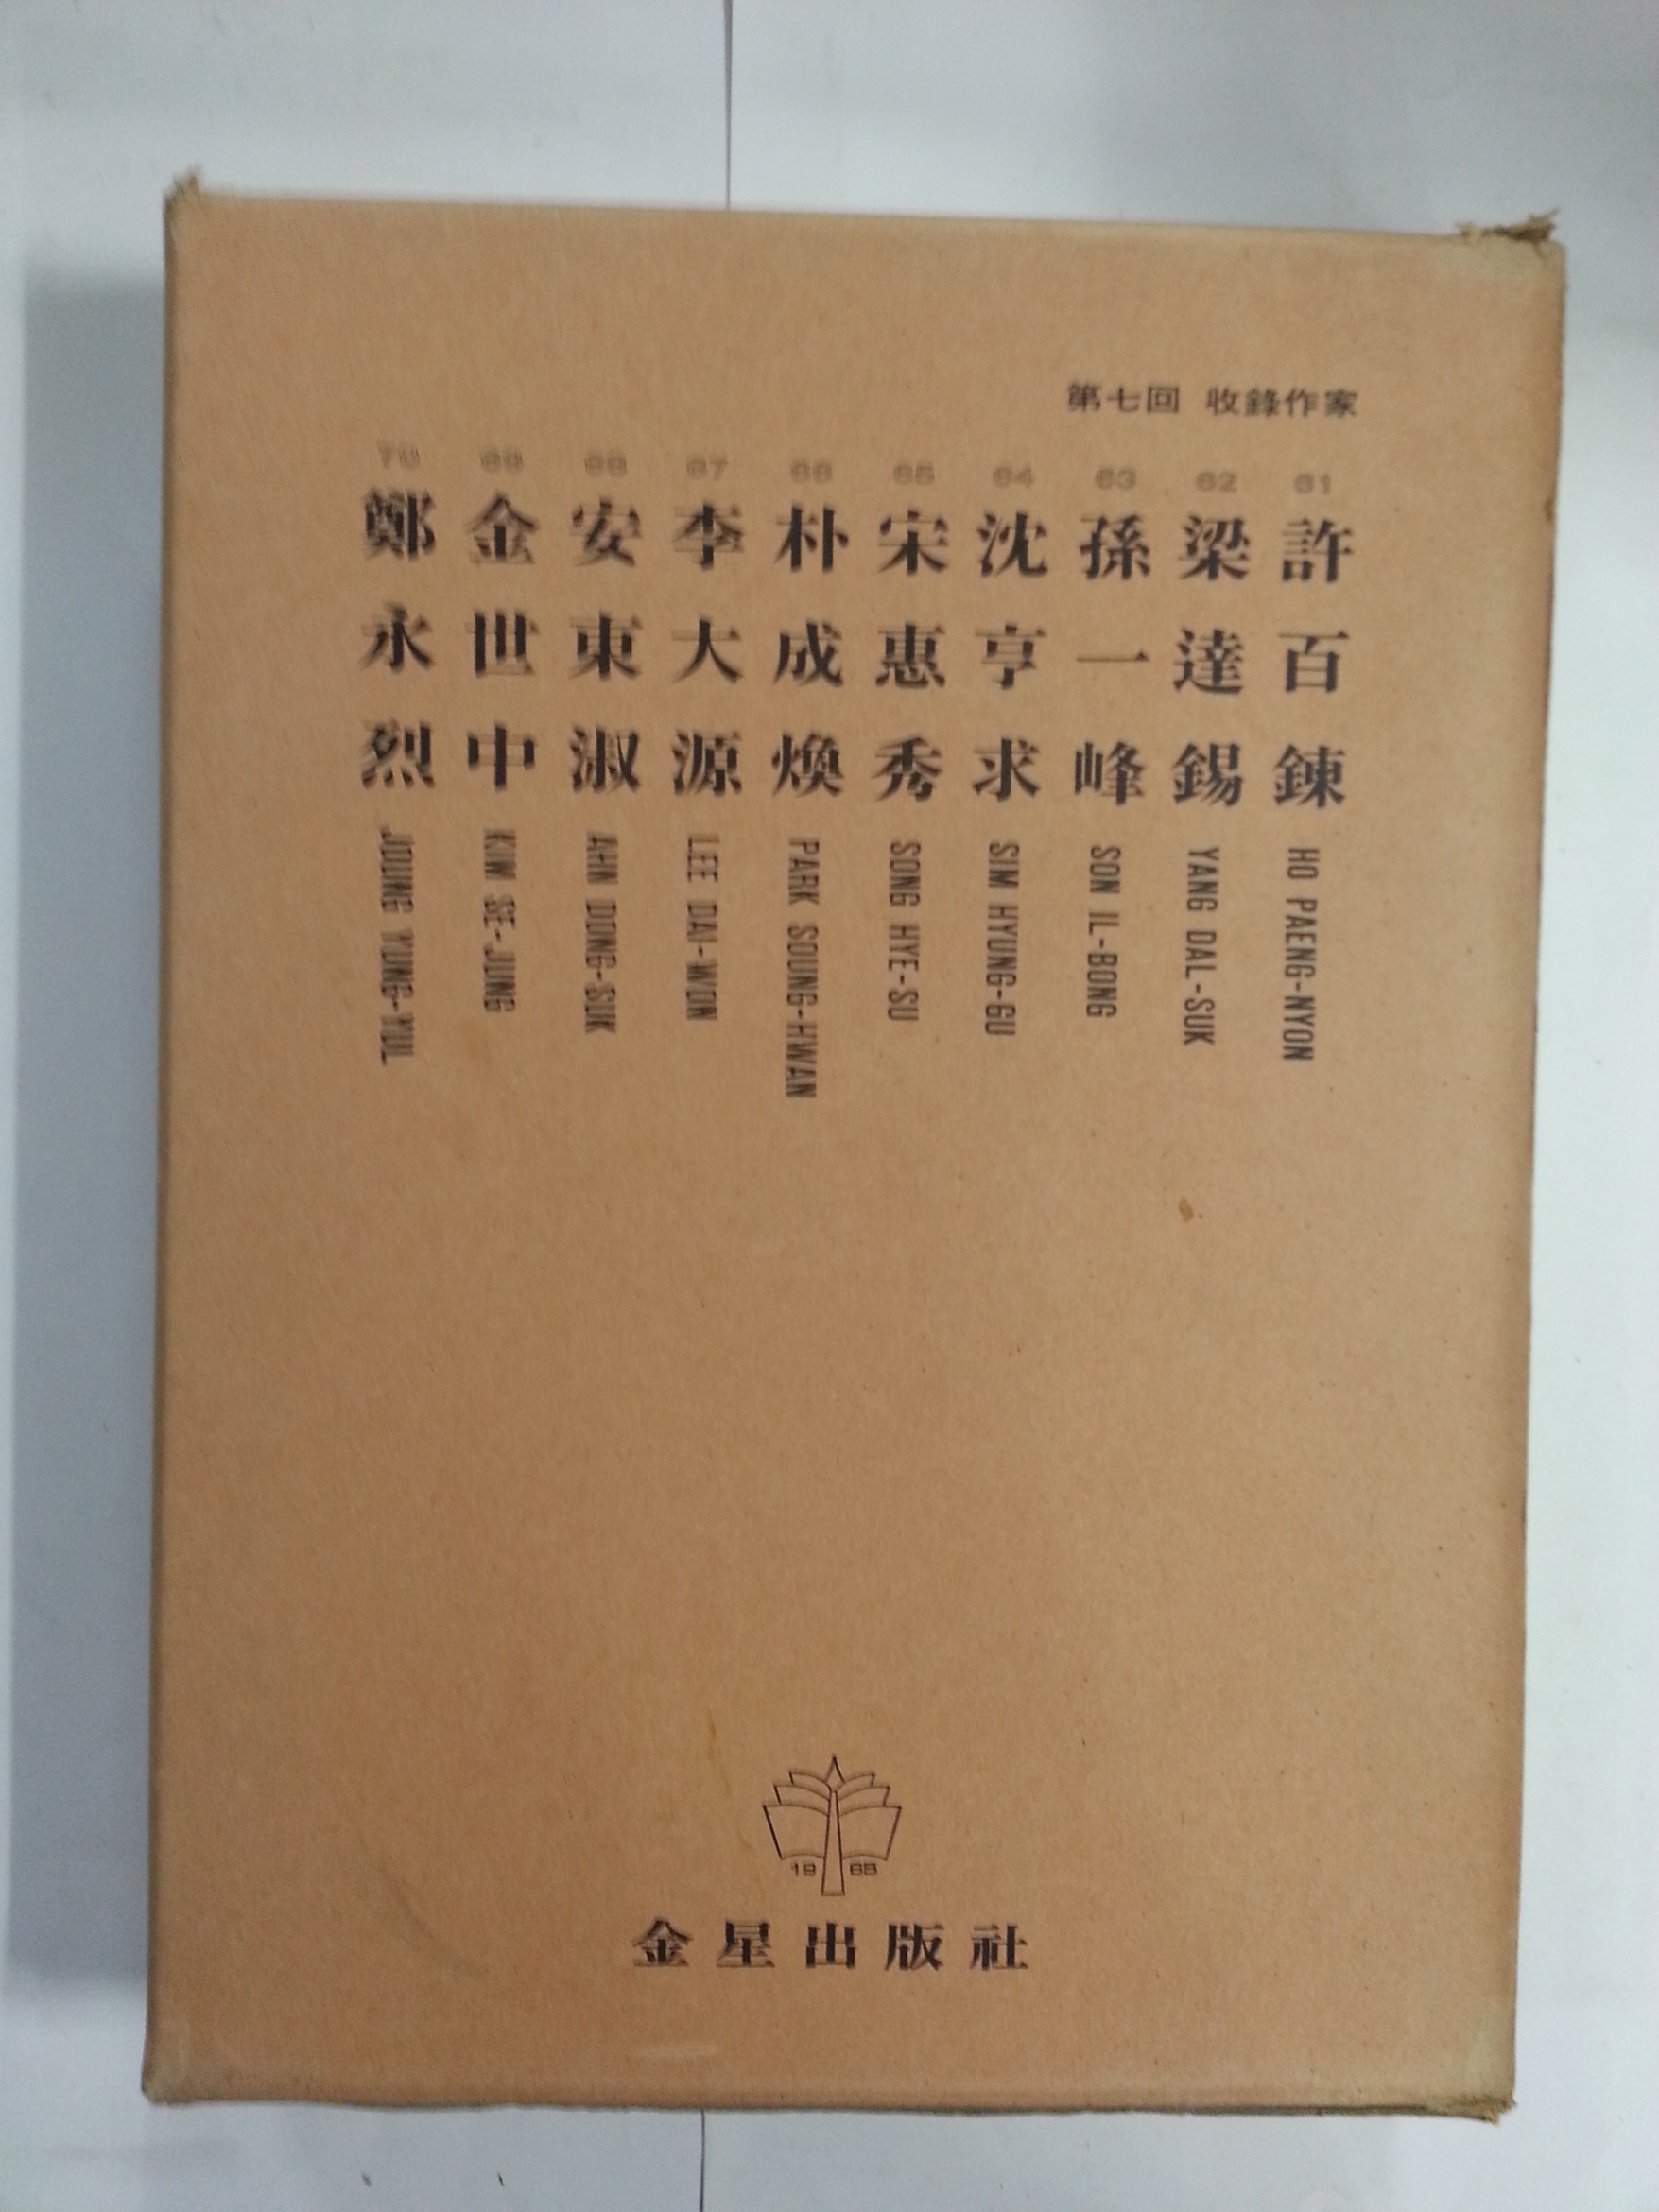 第七回 收錄作家
61 許百鍊 HO PAENG-NYON
62 梁達錫 YANG DAL-SUK
63 孫一峰 SON IL-BONG
64 沈亨求 SIM HYUNG-GU
65 宋惠秀 SONG HYE-SU
66 朴成煥 PARK SOUNG-HWAN
67 李大源 LEE DAI-WON
68 安東淑 AHN DONG-SUK
69 金世中 KIM SE-JUNG
70 鄭永烈 JOUNG YUNG-YUL
1965
金星出版社